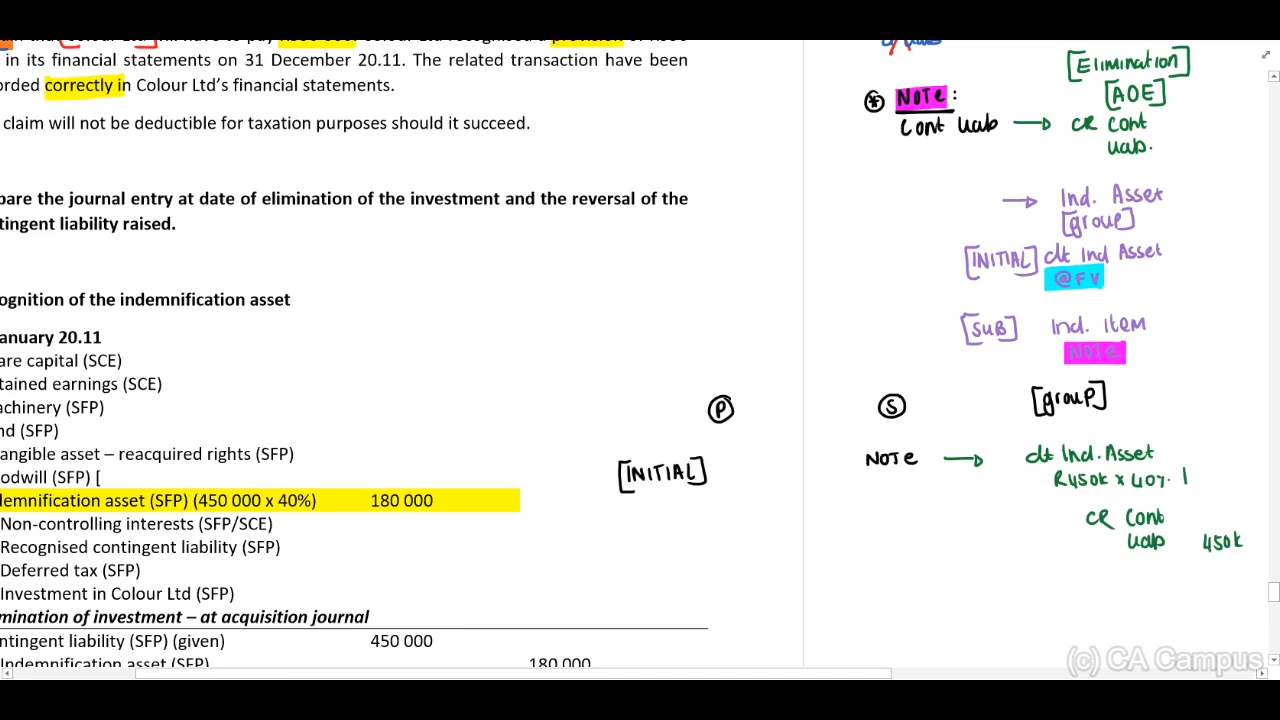 in its financial statements on 31 December 20.11. The related transaction have been
orded correctly in Colour Ltd's financial statements.
claim will not be deductible for taxation purposes should it succeed.
pare the journal entry at date of elimination of the investment and the reversal of the
tingent liability raised.
ognition of the indemnification asset
anuary 20.11
are capital (SCE)
tained earnings (SCE)
achinery (SFP)
nd (SFP)
angible asset – reacquired rights (SFP)
odwill (SFP) [
demnification asset (SFP) (450 000 x 40%) 180 000
Non-controlling interests (SFP/SCE)
Recognised contingent liability (SFP)
Deferred tax (SFP)
Investment in Colour Ltd (SFP)
mination of investment – at acquisition journal
ntingent liability (SFP) (given) 450 000
Indemnification asset (SFP) 180 000
[Elimination]
[AOE]
* NOTE:
Cont Liab → CR Cont
Liab.
→ Ind. Asset
[group]
[INITIAL] dt Ind Asset
@FV
[SUB] Ind. Item
NOTE
P S [group]
[INITIAL]
NOTE → dt Ind. Asset
R450k x 40%
CR Cont
Liab 450k
(c) CA Campus